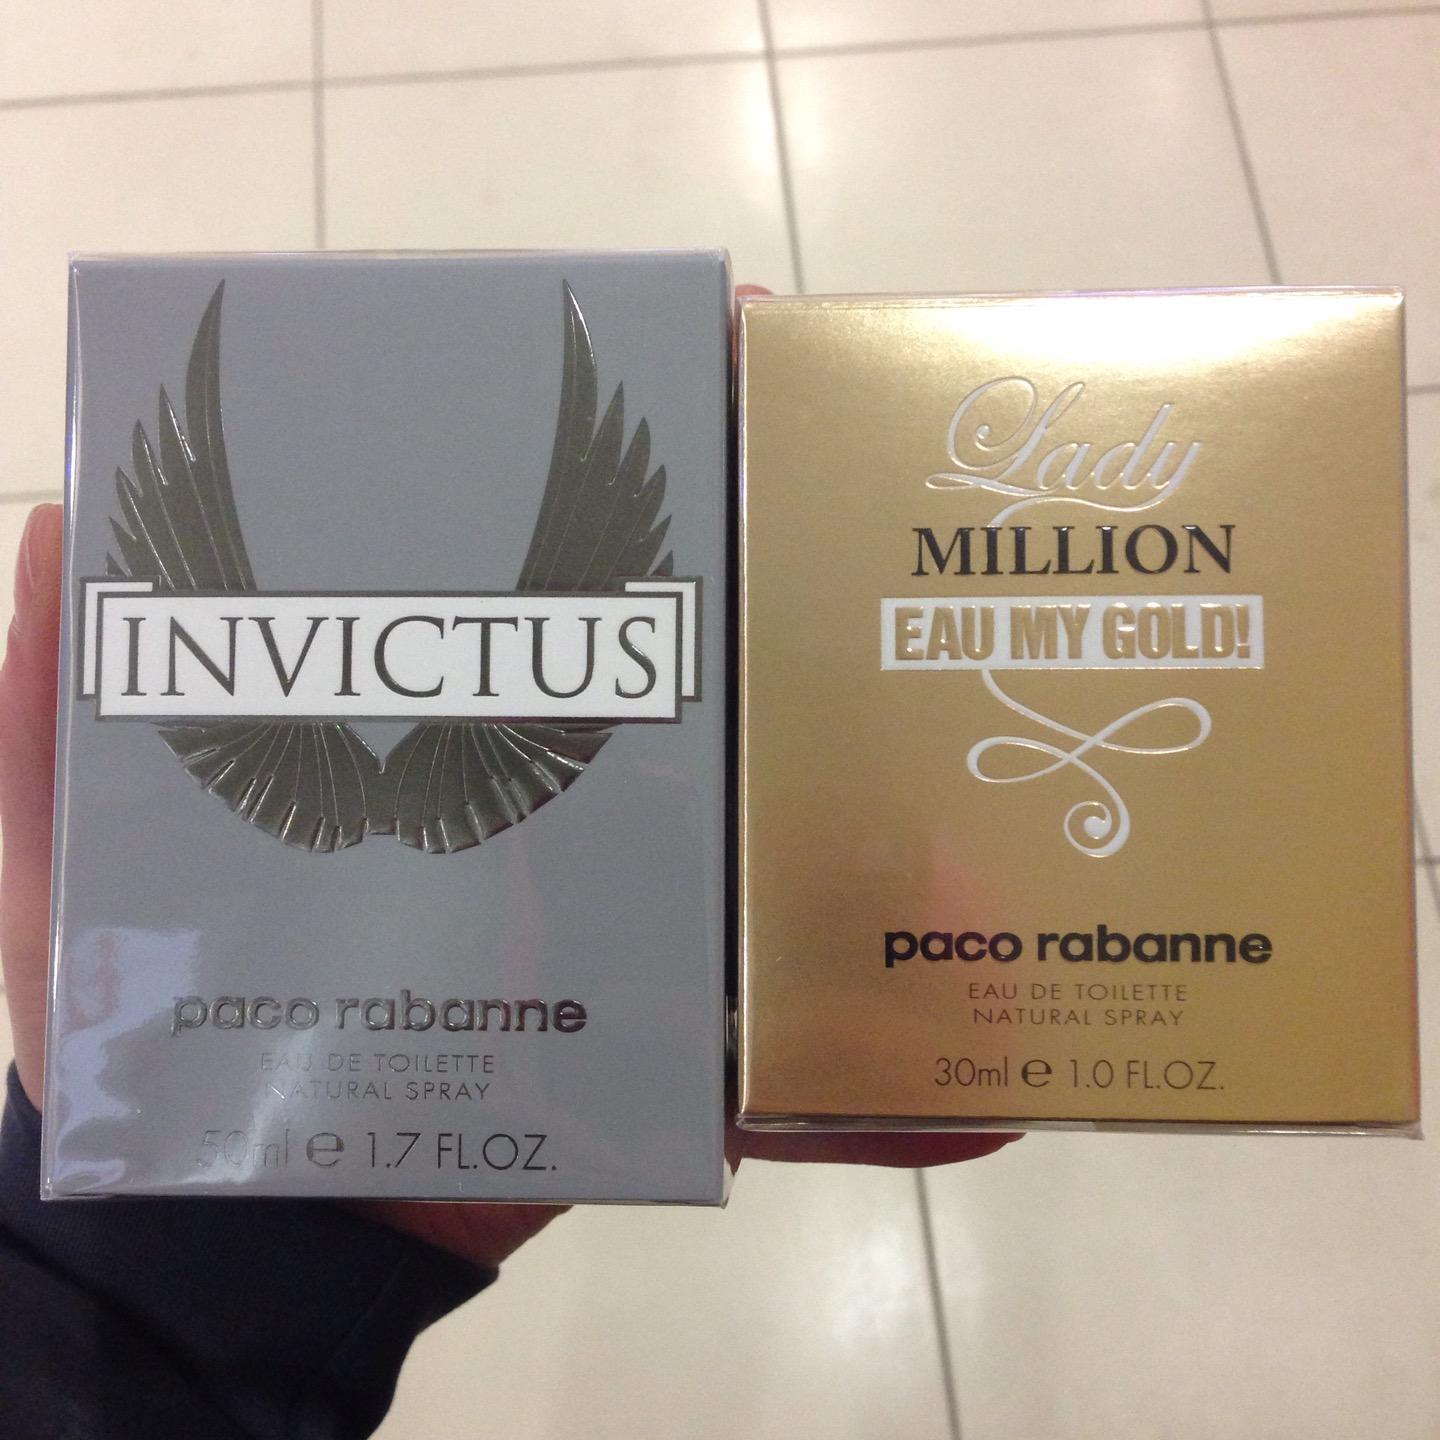 INVICTUS
paco rabanne
EAU DE TOILETTE
NATURAL SPRAY
50ml e 1.7 FL.OZ.
Lady
MILLION
EAU MY GOLD!
paco rabanne
EAU DE TOILETTE
NATURAL SPRAY
30ml e 1.0 FL.OZ.